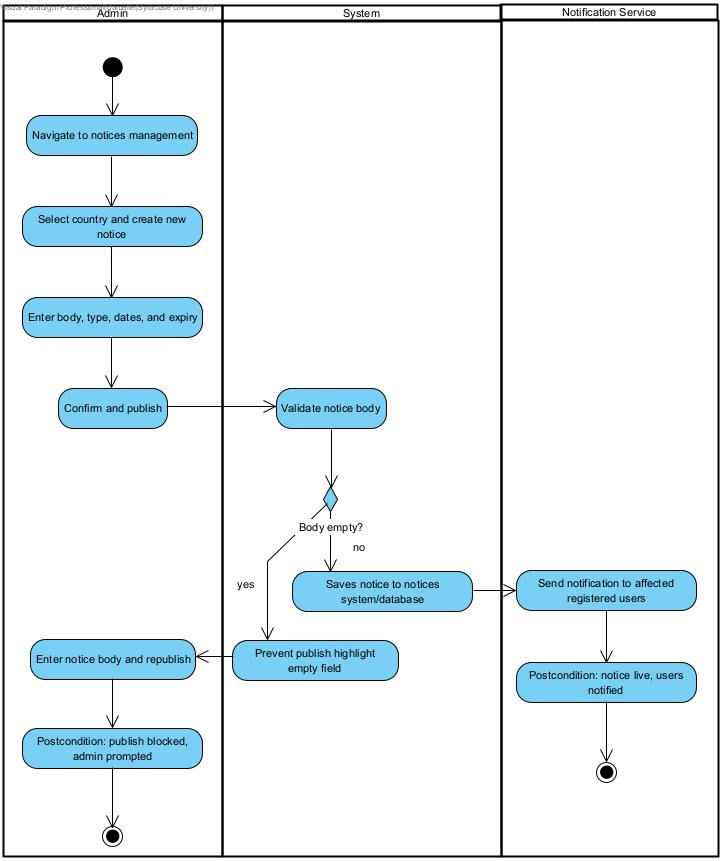 Admin
System
Notification Service
Navigate to notices management
Select country and create new
notice
Enter body, type, dates, and expiry
Confirm and publish
Validate notice body
Body empty?
no
yes
Saves notice to notices
system/database
Send notification to affected
registered users
Enter notice body and republish
Prevent publish highlight
empty field
Postcondition: notice live, users
notified
Postcondition: publish blocked,
admin prompted